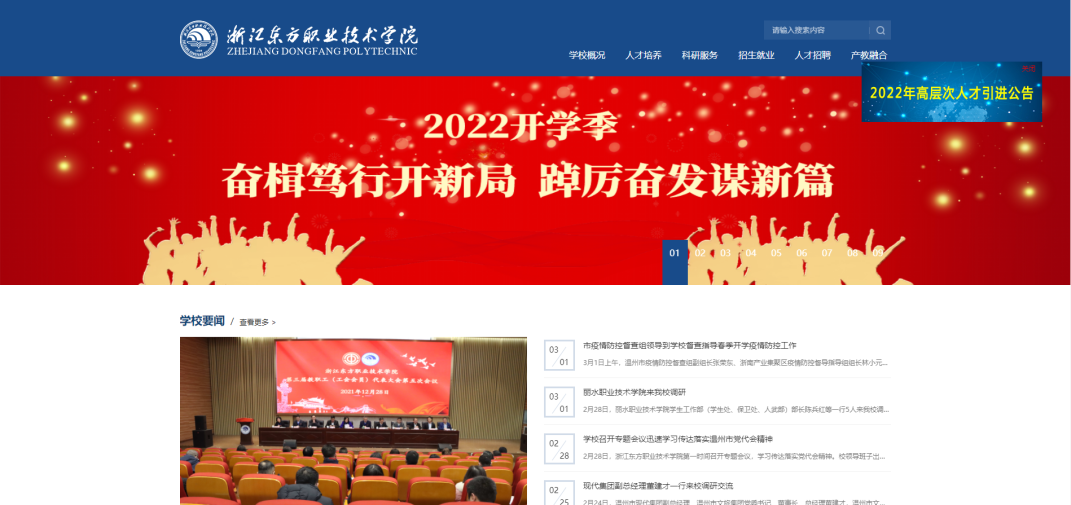 浙江东方职业技术学院
ZHEJIANG DONGFANG POLYTECHNIC
请输入搜索内容
学校概况 人才培养 科研服务 招生就业 人才招聘 产教融合
2022年高层次人才引进公告
2022开学季
奋楫笃行开新局 踔厉奋发谋新篇
01 02 03 04 05 06 07 08 09
学校要闻 / 查看更多 >
浙江东方职业技术学院
第三届教职工（工会会员）代表大会第五次会议
2021年12月28日
03/01
市疫情防控督查组领导到学校督查指导春季开学疫情防控工作
3月1日上午，温州市疫情防控督查组副组长张荣东、浙南产业集聚区疫情防控督导指导组组长林小元...
03/01
丽水职业技术学院来我校调研
2月28日，丽水职业技术学院学生工作部（学生处、保卫处、人武部）部长陈兵红等一行5人来我校调...
02/28
学校召开专题会议迅速学习传达落实温州市党代会精神
2月28日，浙江东方职业技术学院第一时间召开专题会议，学习传达落实党代会精神。校领导班子出...
02/25
现代集团副总经理董建才一行来校调研交流
2月24日，温州市现代集团副总经理、温州市文投集团党委书记、董事长、总经理董建才，温州市文...